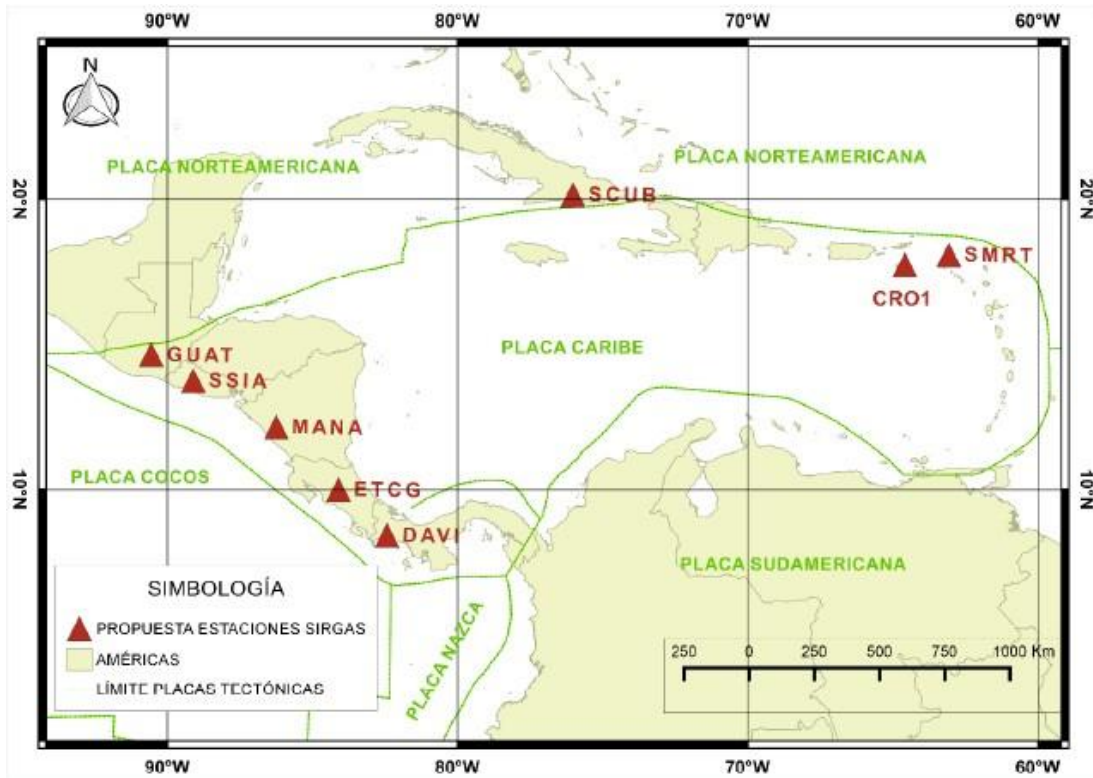 90°W 80°W 70°W 60°W
N
PLACA NORTEAMERICANA
PLACA NORTEAMERICANA
20°N
20°N
SCUB
SMRT
CRO1
PLACA CARIBE
GUAT
SSIA
MANA
PLACA COCOS
10°N
10°N
ETCG
DAVI
PLACA SUDAMERICANA
PLACA NAZCA
SIMBOLOGÍA
PROPUESTA ESTACIONES SIRGAS
AMÉRICAS
LÍMITE PLACAS TECTÓNICAS
250 0 250 500 750 1000 Km
90°W 80°W 70°W 60°W